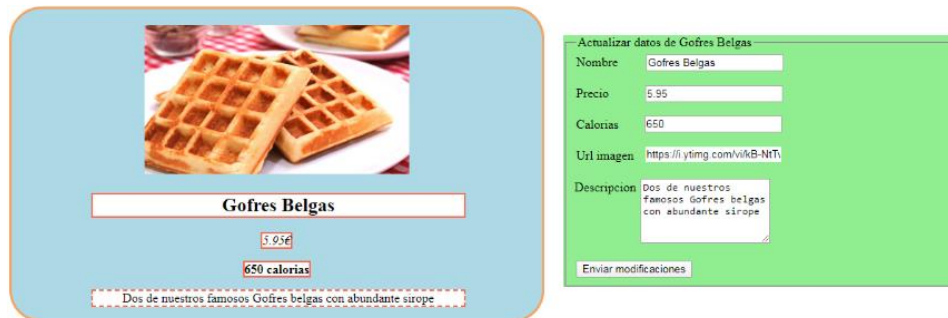 Gofres Belgas
5.95€
650 calorias
Dos de nuestros famosos Gofres belgas con abundante sirope
Actualizar datos de Gofres Belgas
Nombre Gofres Belgas
Precio 5.95
Calorias 650
Url imagen https://i.ytimg.com/vi/kB-NtTv
Descripcion Dos de nuestros
famosos Gofres belgas
con abundante sirope
Enviar modificaciones